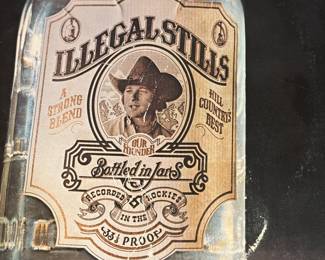 ILLEGAL STILLS
A
STRONG
BLEND
HILL
COUNTRY'S
BEST
OUR
FOUNDER
Bottled in Jars
RECORDED
IN THE
ROCKIES
33⅓ PROOF